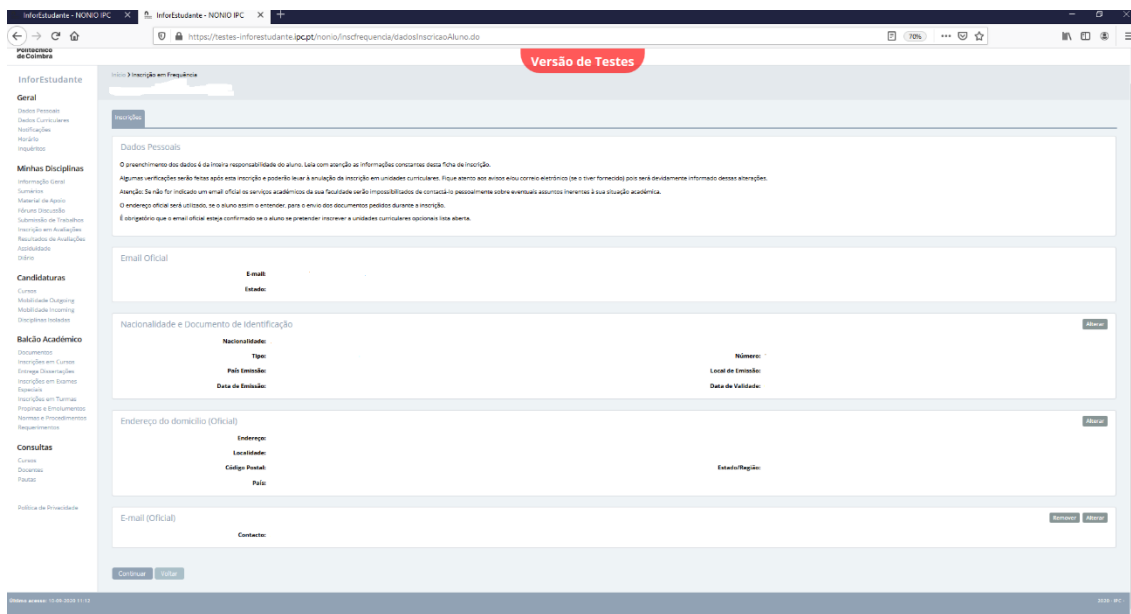 InforEstudante - NONIO IPC
InforEstudante - NONIO IPC
https://testes-inforestudante.ipc.pt/nonio/inscfrequencia/dadosInscricaoAluno.do
70%
Politécnico
de Coimbra
Versão de Testes
InforEstudante
Geral
Dados Pessoais
Dados Curriculares
Notificações
Horário
Inquéritos
Minhas Disciplinas
Informação Geral
Sumários
Material de Apoio
Fóruns Discussão
Submissão de Trabalhos
Inscrição em Avaliações
Resultados de Avaliações
Assiduidade
Diário
Candidaturas
Cursos
Mobilidade Outgoing
Mobilidade Incoming
Disciplinas Isoladas
Balcão Académico
Documentos
Inscrições em Cursos
Entrega Dissertações
Inscrições em Exames
Especiais
Inscrições em Turmas
Propinas e Emolumentos
Normas e Procedimentos
Requerimentos
Consultas
Cursos
Docentes
Pautas
Política de Privacidade
Início > Inscrição em Frequência
Inscrições
Dados Pessoais
O preenchimento dos dados é da inteira responsabilidade do aluno. Leia com atenção as informações constantes desta ficha de inscrição.
Algumas verificações serão feitas após esta inscrição e poderão levar à anulação da inscrição em unidades curriculares. Fique atento aos avisos e/ou correio eletrónico (se o tiver fornecido) pois será devidamente informado dessas alterações.
Atenção: Se não for indicado um email oficial os serviços académicos da sua faculdade serão impossibilitados de contactá-lo pessoalmente sobre eventuais assuntos inerentes à sua situação académica.
O endereço oficial será utilizado, se o aluno assim o entender, para o envio dos documentos pedidos durante a inscrição.
É obrigatório que o email oficial esteja confirmado se o aluno se pretender inscrever a unidades curriculares opcionais lista aberta.
Email Oficial
E-mail:
Estado:
Nacionalidade e Documento de Identificação
Alterar
Nacionalidade:
Tipo: Número:
País Emissão: Local de Emissão:
Data de Emissão: Data de Validade:
Endereço do domicílio (Oficial)
Alterar
Endereço:
Localidade:
Código Postal: Estado/Região:
País:
E-mail (Oficial)
Remover Alterar
Contacto:
Continuar Voltar
Último acesso: 15-09-2020 11:12
2020 IPC